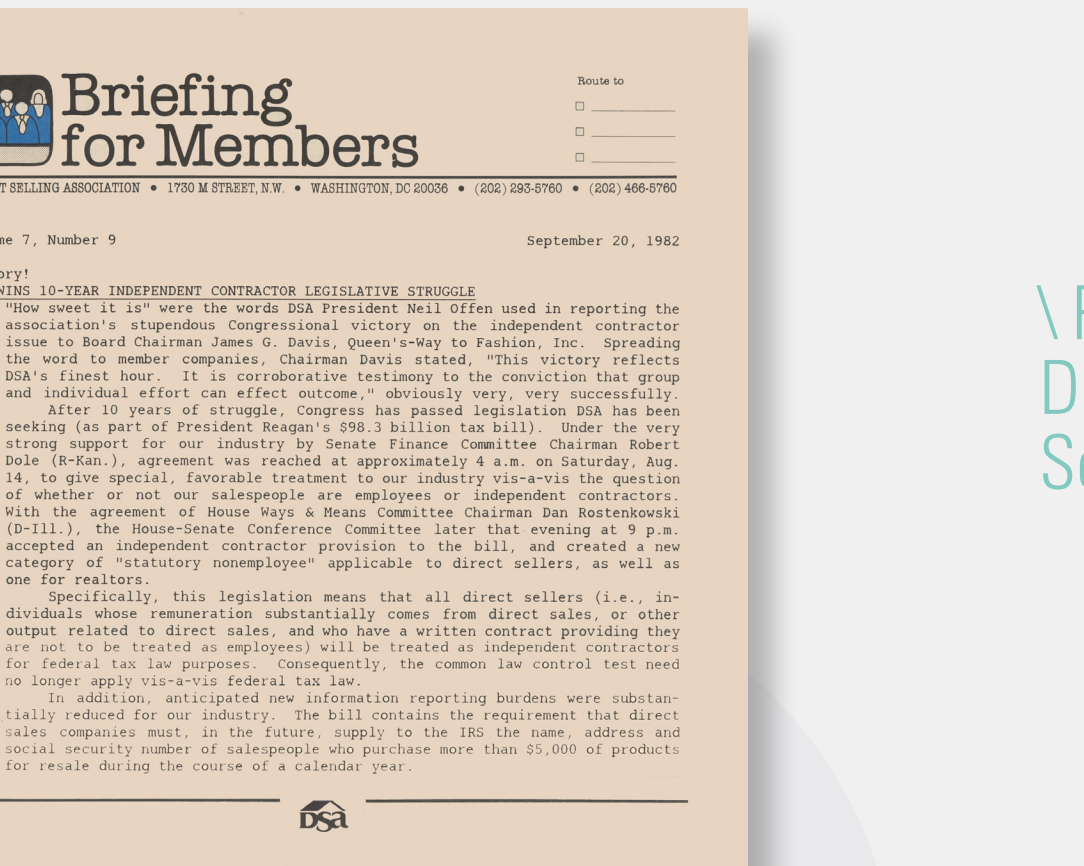 Briefing
for Members
Route to
T SELLING ASSOCIATION • 1730 M STREET, N.W. • WASHINGTON, DC 20036 • (202) 293-5760 • (202) 466-5760
me 7, Number 9 September 20, 1982
ory!
WINS 10-YEAR INDEPENDENT CONTRACTOR LEGISLATIVE STRUGGLE
"How sweet it is" were the words DSA President Neil Offen used in reporting the
association's stupendous Congressional victory on the independent contractor
issue to Board Chairman James G. Davis, Queen's-Way to Fashion, Inc. Spreading
the word to member companies, Chairman Davis stated, "This victory reflects
DSA's finest hour. It is corroborative testimony to the conviction that group
and individual effort can effect outcome," obviously very, very successfully.
After 10 years of struggle, Congress has passed legislation DSA has been
seeking (as part of President Reagan's $98.3 billion tax bill). Under the very
strong support for our industry by Senate Finance Committee Chairman Robert
Dole (R-Kan.), agreement was reached at approximately 4 a.m. on Saturday, Aug.
14, to give special, favorable treatment to our industry vis-a-vis the question
of whether or not our salespeople are employees or independent contractors.
With the agreement of House Ways & Means Committee Chairman Dan Rostenkowski
(D-Ill.), the House-Senate Conference Committee later that evening at 9 p.m.
accepted an independent contractor provision to the bill, and created a new
category of "statutory nonemployee" applicable to direct sellers, as well as
one for realtors.
Specifically, this legislation means that all direct sellers (i.e., in-
dividuals whose remuneration substantially comes from direct sales, or other
output related to direct sales, and who have a written contract providing they
are not to be treated as employees) will be treated as independent contractors
for federal tax law purposes. Consequently, the common law control test need
no longer apply vis-a-vis federal tax law.
In addition, anticipated new information reporting burdens were substan-
tially reduced for our industry. The bill contains the requirement that direct
sales companies must, in the future, supply to the IRS the name, address and
social security number of salespeople who purchase more than $5,000 of products
for resale during the course of a calendar year.
DSA
\
D
Se